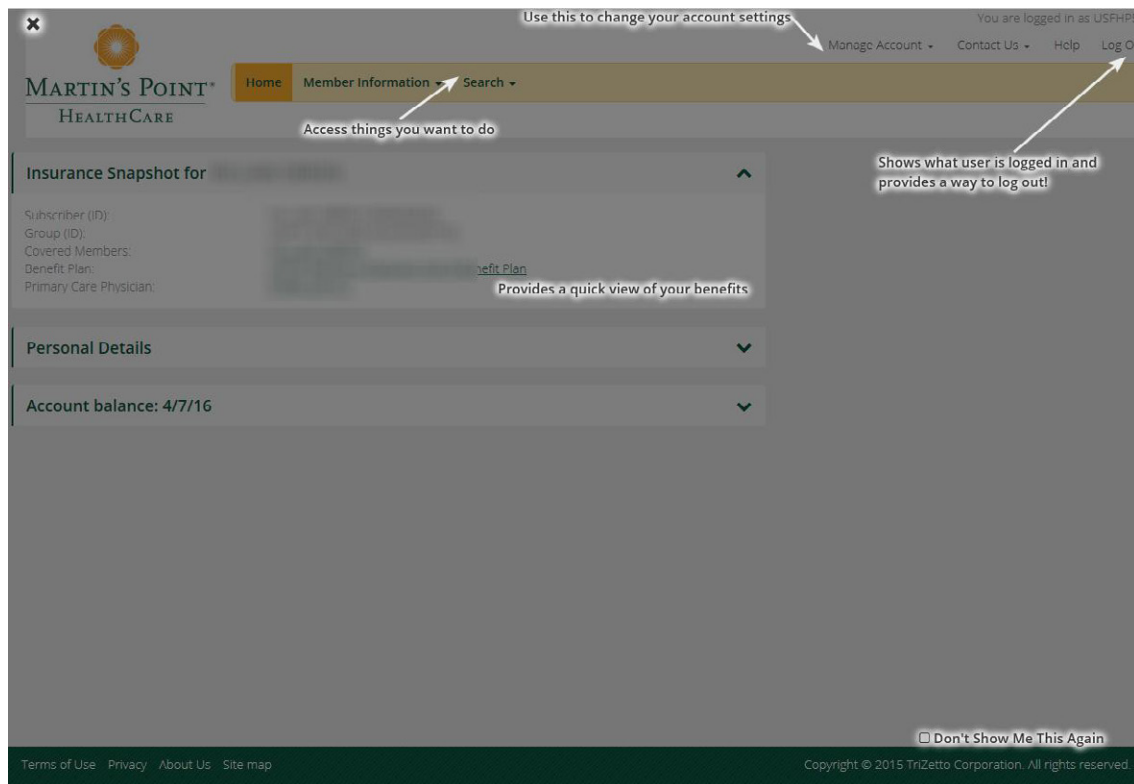 Use this to change your account settings
You are logged in as USFHP
Manage Account Contact Us Help Log O
MARTIN'S POINT®
HEALTHCARE
Home Member Information Search
Access things you want to do
Shows what user is logged in and
provides a way to log out!
Insurance Snapshot for
Subscriber (ID):
Group (ID):
Covered Members:
Benefit Plan: nefit Plan
Primary Care Physician:
Provides a quick view of your benefits
Personal Details
Account balance: 4/7/16
Don't Show Me This Again
Terms of Use Privacy About Us Site map
Copyright © 2015 TriZetto Corporation. All rights reserved.